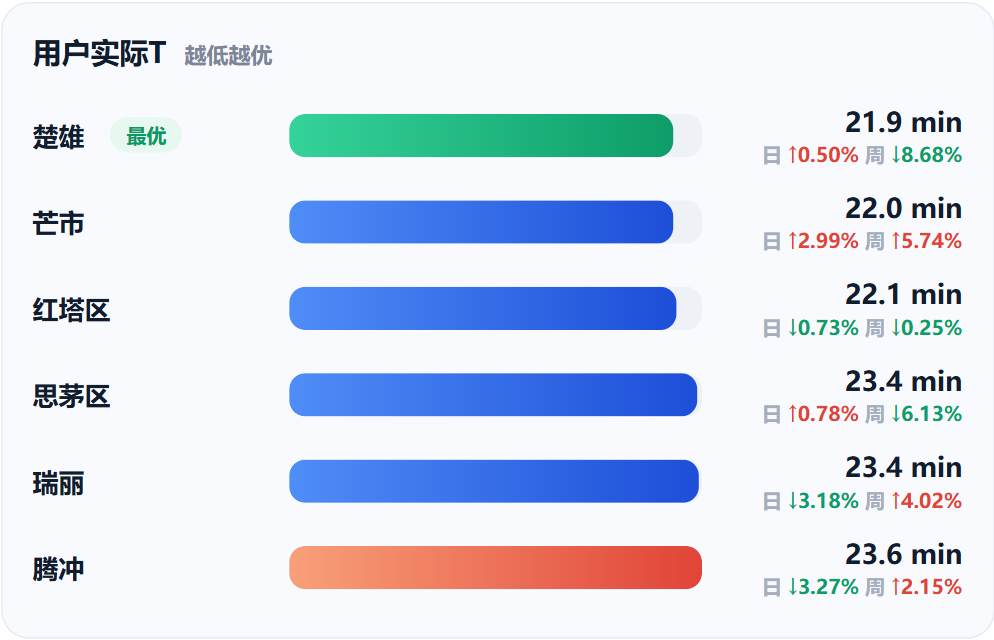 用户实际T 越低越优
楚雄 最优 21.9 min
日 ↑0.50% 周 ↓8.68%
芒市 22.0 min
日 ↑2.99% 周 ↑5.74%
红塔区 22.1 min
日 ↓0.73% 周 ↓0.25%
思茅区 23.4 min
日 ↑0.78% 周 ↓6.13%
瑞丽 23.4 min
日 ↓3.18% 周 ↑4.02%
腾冲 23.6 min
日 ↓3.27% 周 ↑2.15%